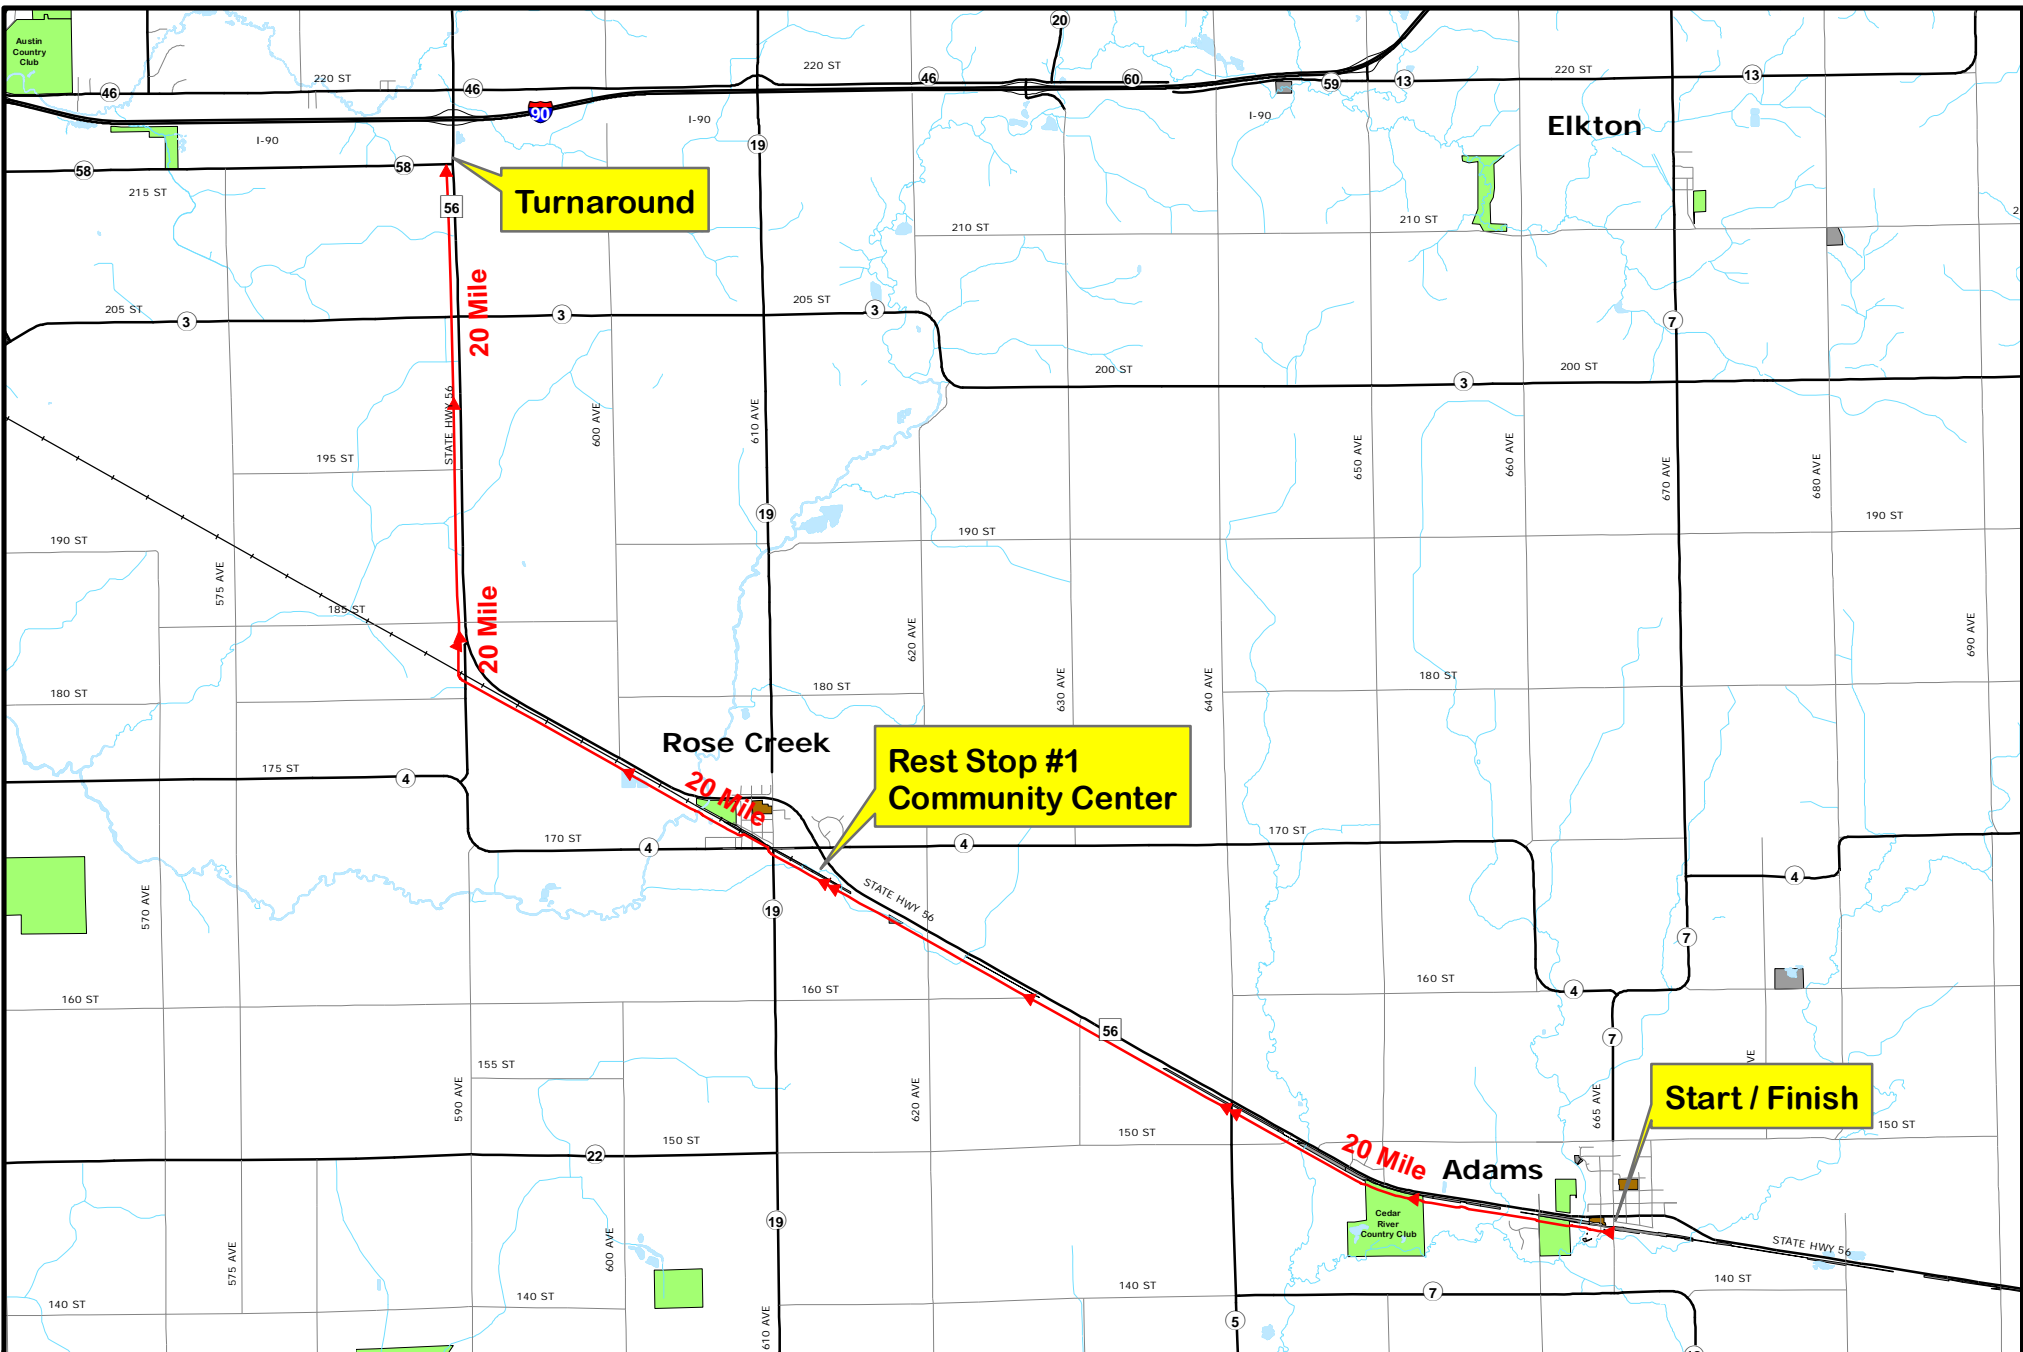 20
Austin
Country
Club
220 ST
46
46
220 ST
46
60
59
13
220 ST
13
90
I-90
I-90
I-90
19
Elkton
58
58
215 ST
Turnaround
56
210 ST
210 ST
2
20 Mile
205 ST
3
3
205 ST
3
7
200 ST
3
200 ST
STATE HWY 56
600 AVE
610 AVE
650 AVE
660 AVE
670 AVE
680 AVE
195 ST
19
190 ST
190 ST
190 ST
575 AVE
185 ST
20 Mile
620 AVE
690 AVE
180 ST
180 ST
630 AVE
640 AVE
180 ST
Rose Creek
Rest Stop #1
Community Center
175 ST
4
20 Mile
170 ST
4
4
170 ST
4
570 AVE
STATE HWY 56
19
7
160 ST
160 ST
160 ST
4
56
7
155 ST
590 AVE
620 AVE
665 AVE
VE
Start / Finish
22
150 ST
150 ST
150 ST
20 Mile
Adams
Cedar
River
Country Club
19
575 AVE
600 AVE
STATE HWY 56
140 ST
140 ST
610 AVE
140 ST
7
140 ST
5